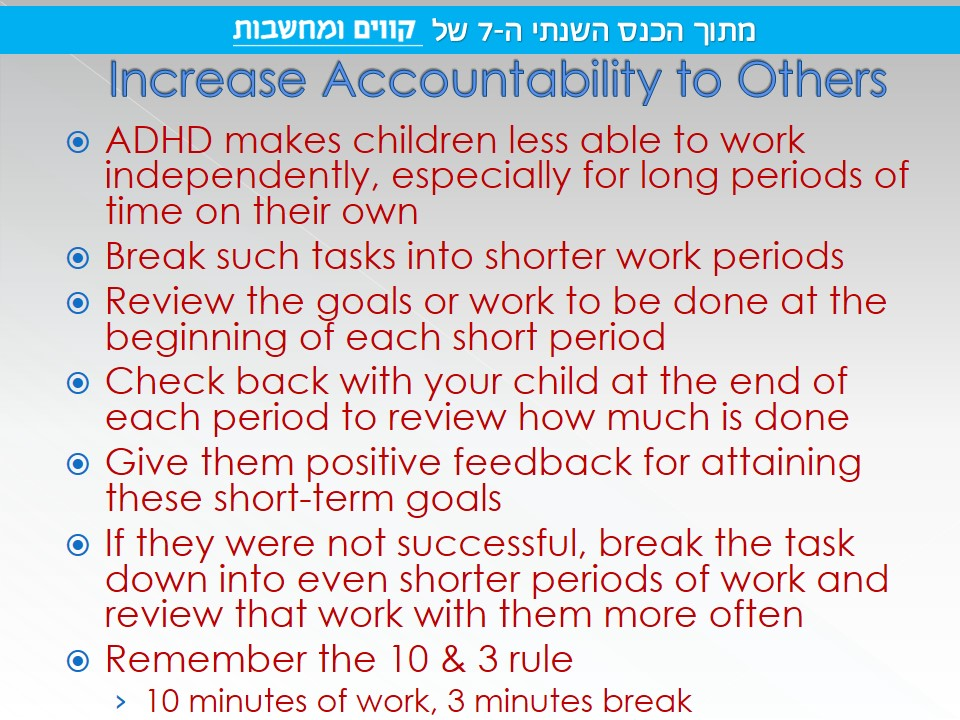 מתוך הכנס השנתי ה-7 של קווים ומחשבות
Increase Accountability to Others
ADHD makes children less able to work
independently, especially for long periods of
time on their own
Break such tasks into shorter work periods
Review the goals or work to be done at the
beginning of each short period
Check back with your child at the end of
each period to review how much is done
Give them positive feedback for attaining
these short-term goals
If they were not successful, break the task
down into even shorter periods of work and
review that work with them more often
Remember the 10 & 3 rule
10 minutes of work, 3 minutes break